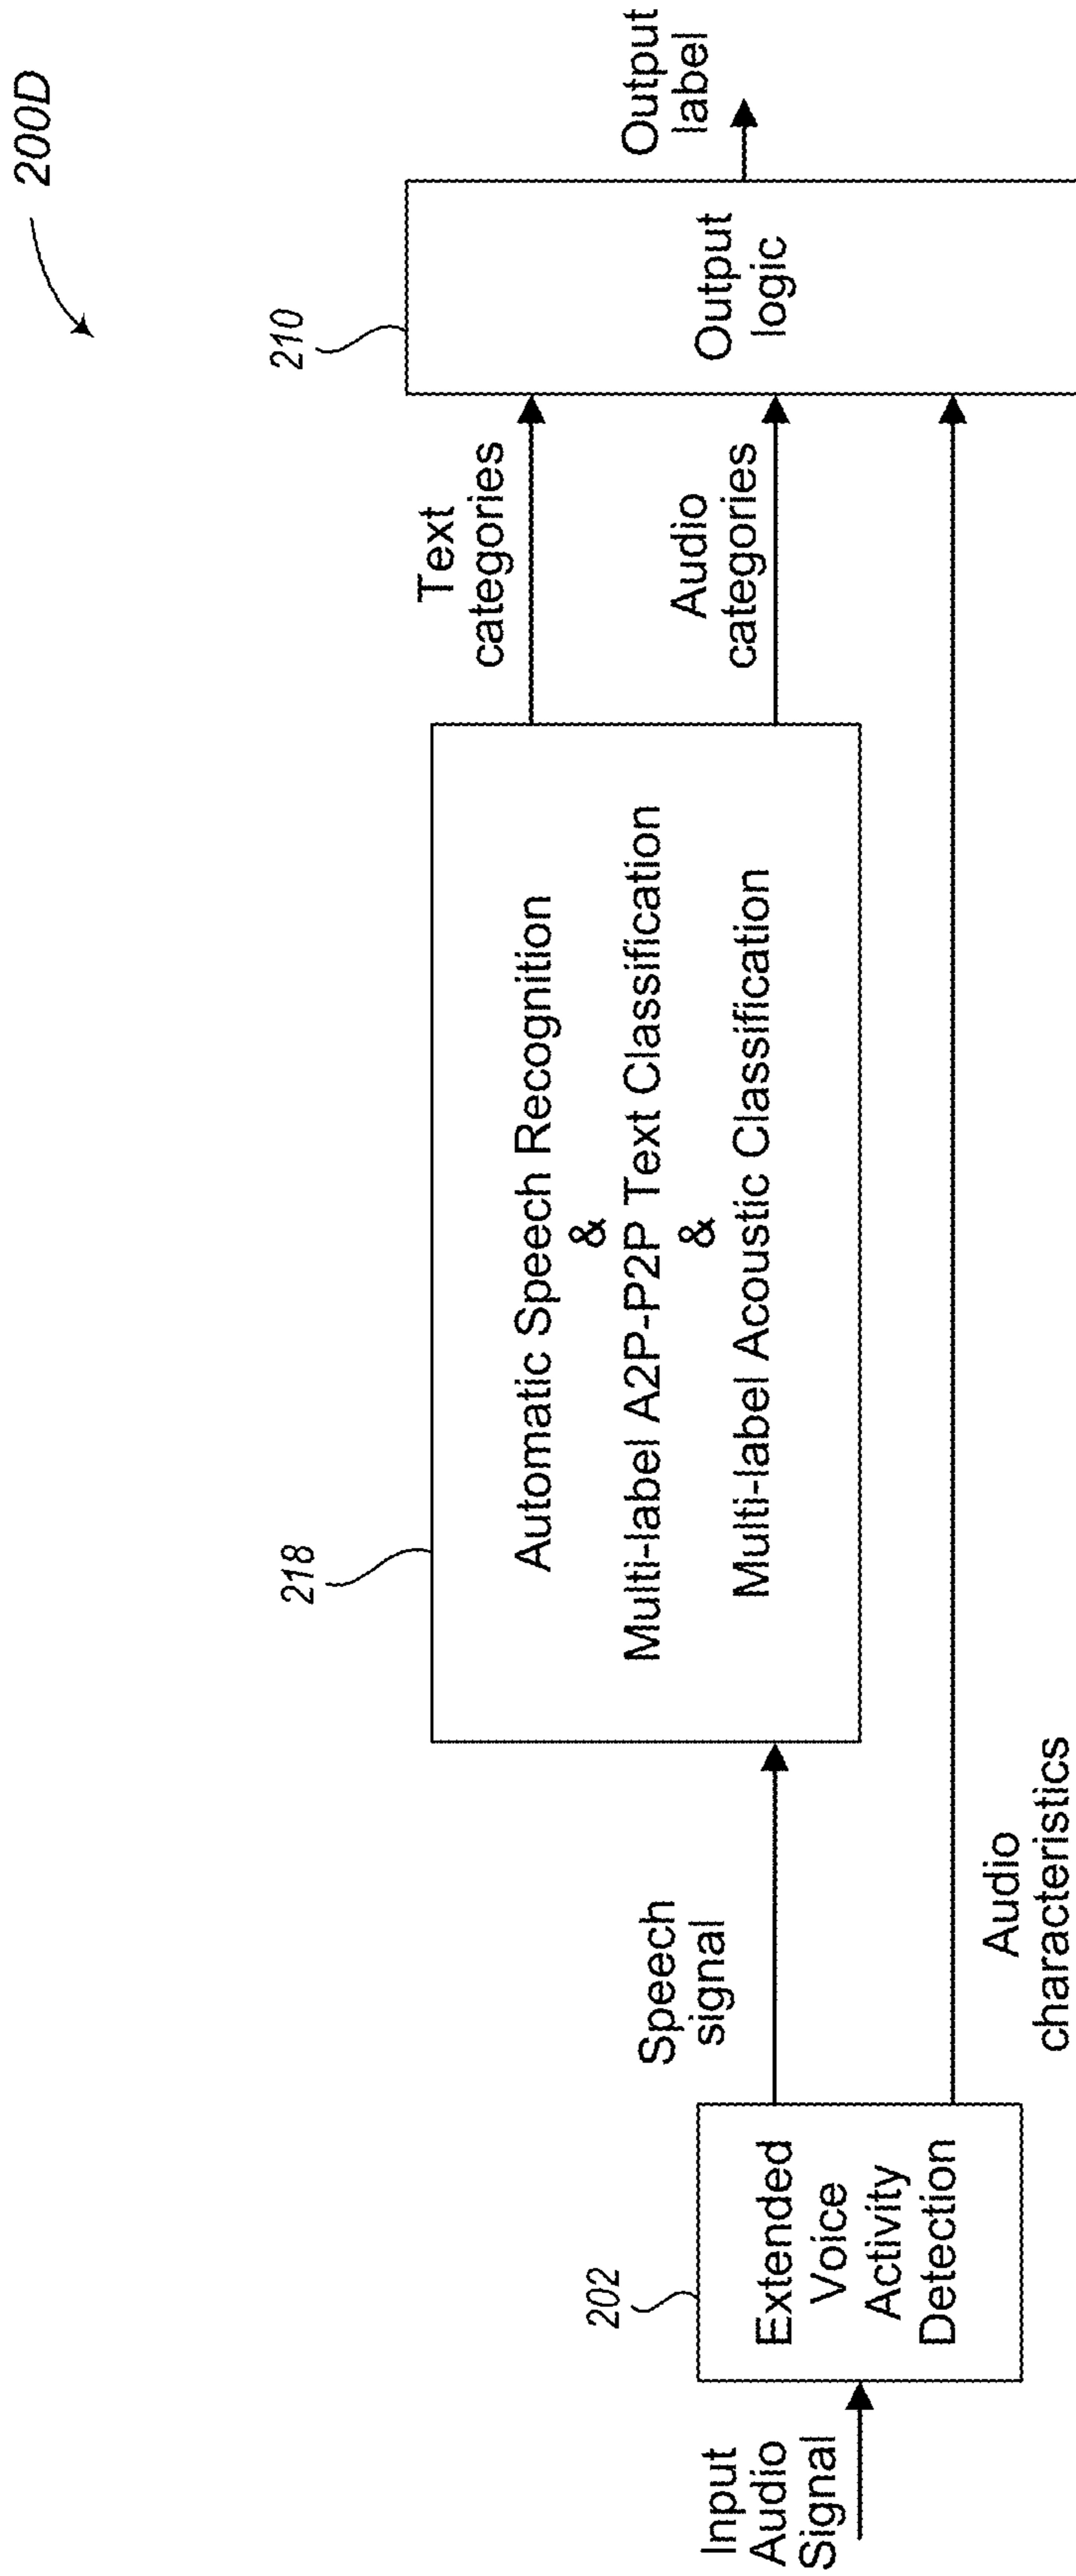 200D
Input
Audio
Signal
202
Extended
Voice
Activity
Detection
Speech
signal
Audio
characteristics
218
Automatic Speech Recognition
&
Multi-label A2P-P2P Text Classification
&
Multi-label Acoustic Classification
Text
categories
Audio
categories
210
Output
logic
Output
label